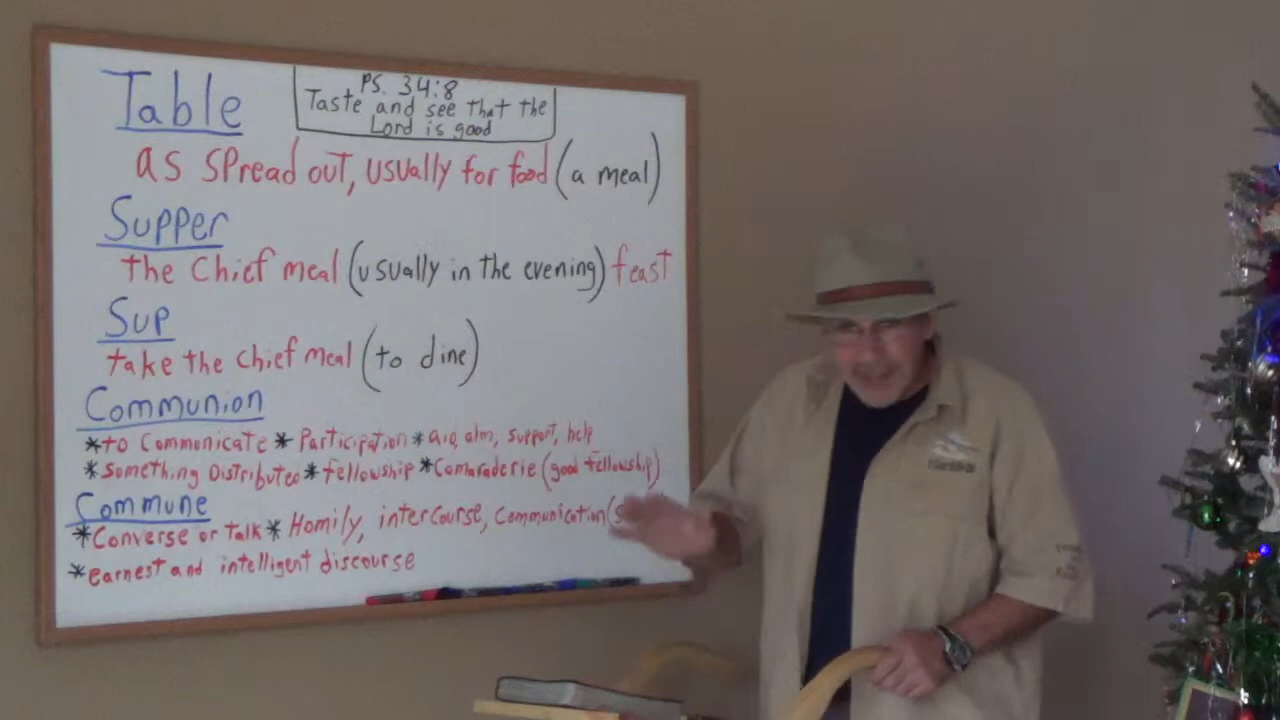 Table
PS. 34:8
Taste and see that the
Lord is good
as spread out, usually for food (a meal)
Supper
the Chief meal (usually in the evening) feast
Sup
take the chief meal (to dine)
Communion
*to Communicate * Participation * aid, alm, support, help
*Something Distributed * fellowship * Comaraderie (good fellowship)
Commune
*Converse or Talk * Homily, intercourse, Communication
*earnest and intelligent discourse